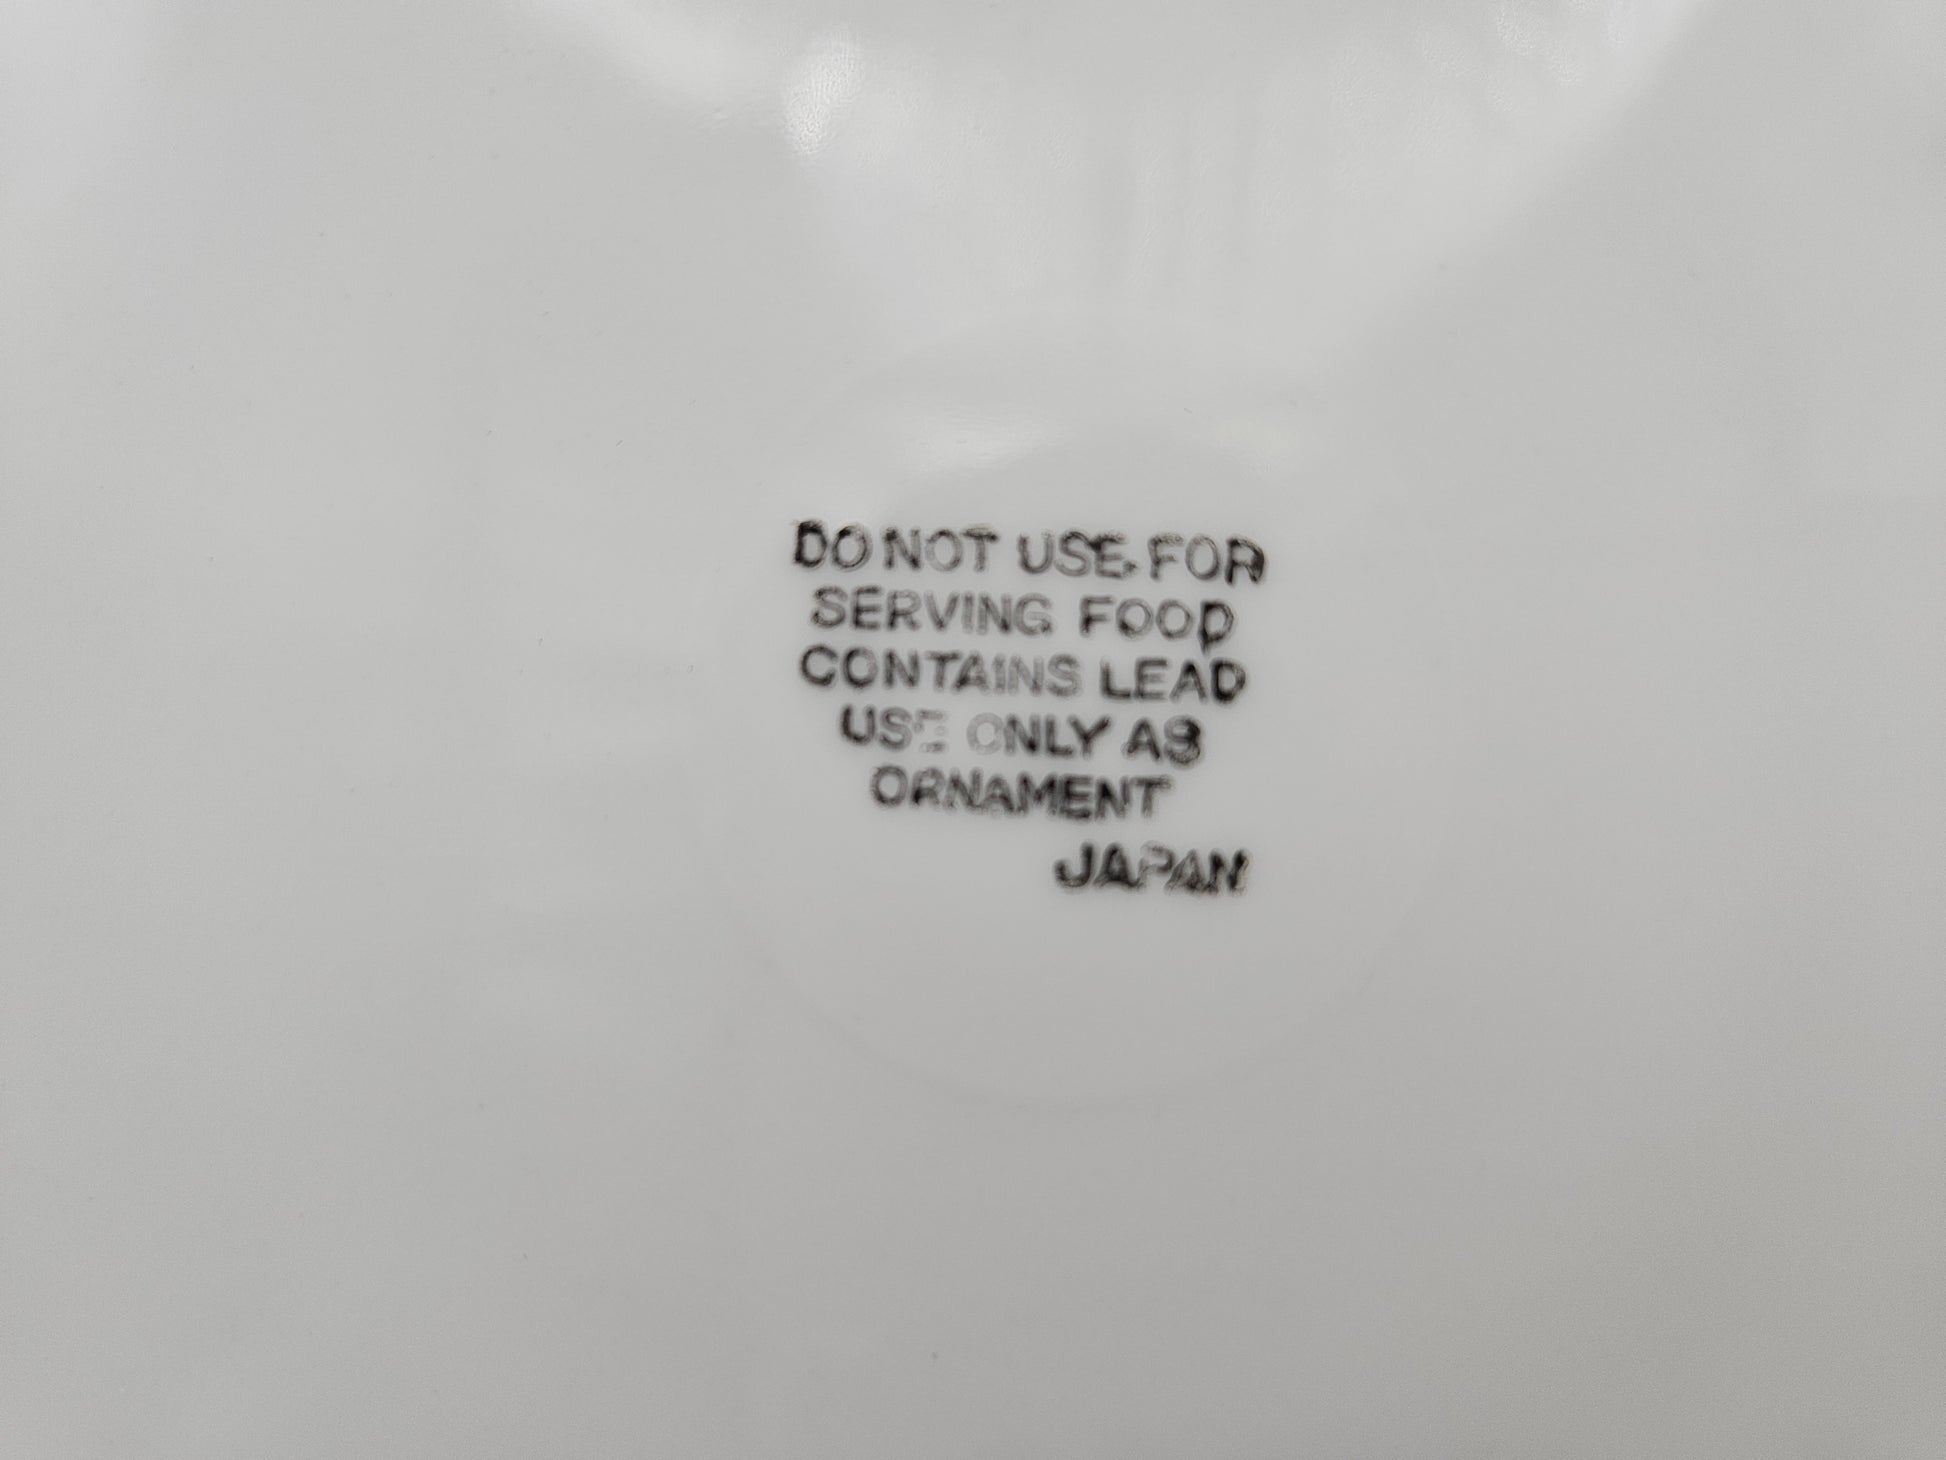 DO NOT USE FOR
SERVING FOOD
CONTAINS LEAD
USE ONLY AS
ORNAMENT
JAPAN